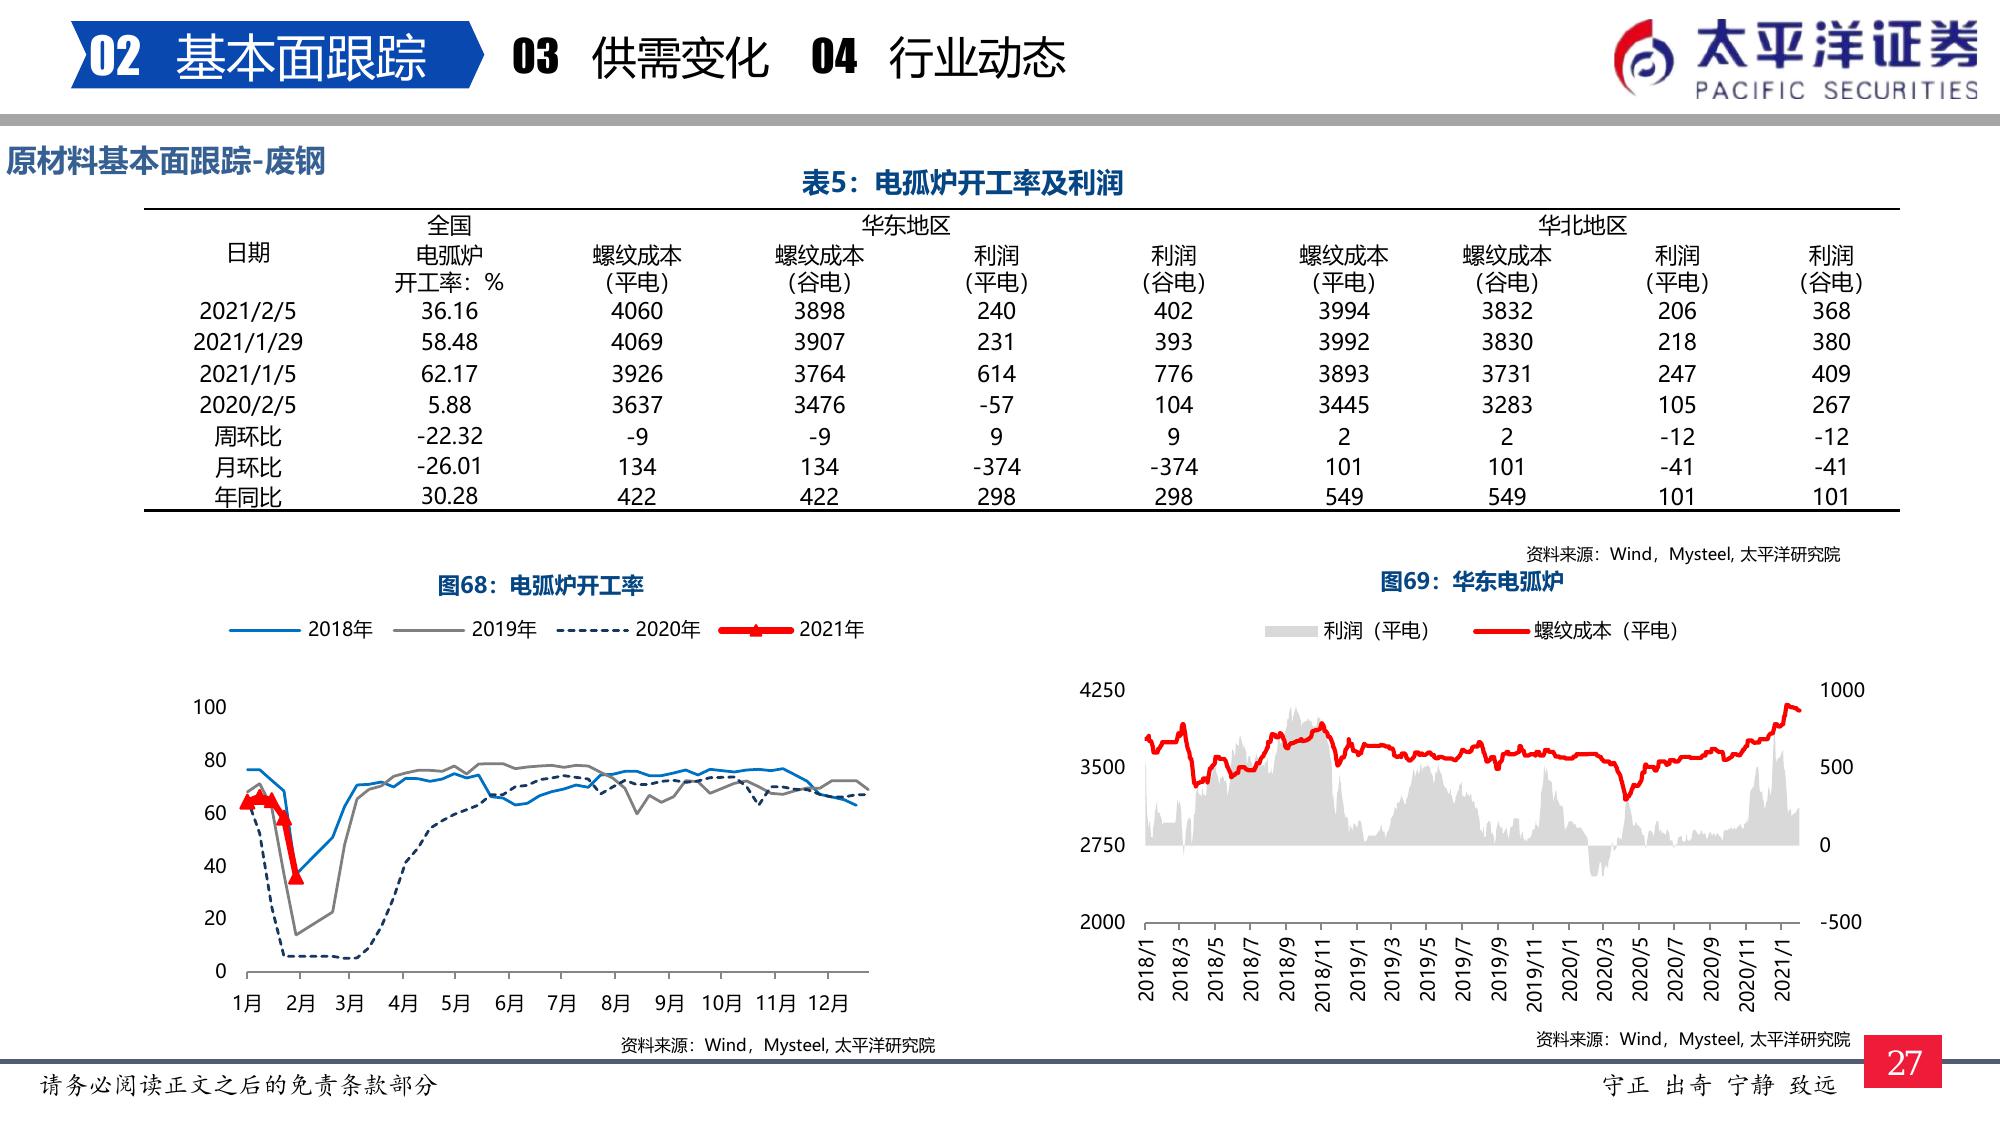 02 基本面跟踪 03 供需变化 04 行业动态
太平洋证券
PACIFIC SECURITIES
原材料基本面跟踪-废钢
表5：电弧炉开工率及利润
全国 华东地区 华北地区
日期 电弧炉 螺纹成本 螺纹成本 利润 利润 螺纹成本 螺纹成本 利润 利润
开工率：% （平电） （谷电） （平电） （谷电） （平电） （谷电） （平电） （谷电）
2021/2/5 36.16 4060 3898 240 402 3994 3832 206 368
2021/1/29 58.48 4069 3907 231 393 3992 3830 218 380
2021/1/5 62.17 3926 3764 614 776 3893 3731 247 409
2020/2/5 5.88 3637 3476 -57 104 3445 3283 105 267
周环比 -22.32 -9 -9 9 9 2 2 -12 -12
月环比 -26.01 134 134 -374 -374 101 101 -41 -41
年同比 30.28 422 422 298 298 549 549 101 101
资料来源：Wind，Mysteel, 太平洋研究院
图68：电弧炉开工率
2018年 2019年 2020年 2021年
100
80
60
40
20
0
1月 2月 3月 4月 5月 6月 7月 8月 9月 10月 11月 12月
资料来源：Wind，Mysteel, 太平洋研究院
图69：华东电弧炉
利润（平电） 螺纹成本（平电）
4250 1000
3500 500
2750 0
2000 -500
2018/1 2018/3 2018/5 2018/7 2018/9 2018/11 2019/1 2019/3 2019/5 2019/7 2019/9 2019/11 2020/1 2020/3 2020/5 2020/7 2020/9 2020/11 2021/1
资料来源：Wind，Mysteel, 太平洋研究院
请务必阅读正文之后的免责条款部分
守正 出奇 宁静 致远
27